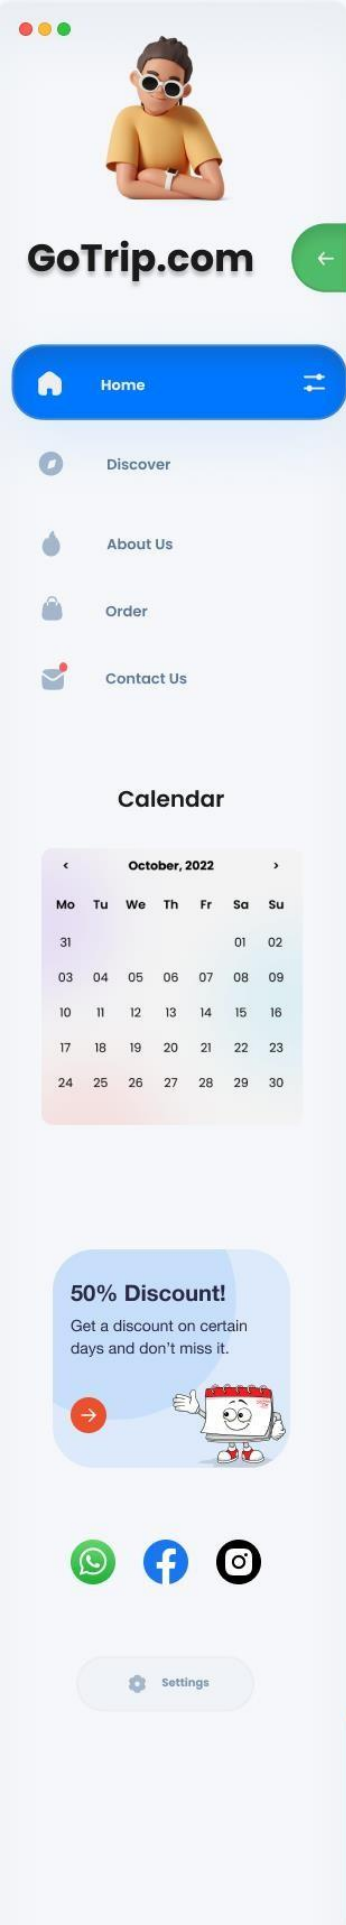 GoTrip.com
Home
Discover
About Us
Order
Contact Us
Calendar
< October, 2022 >
Mo Tu We Th Fr Sa Su
31 01 02
03 04 05 06 07 08 09
10 11 12 13 14 15 16
17 18 19 20 21 22 23
24 25 26 27 28 29 30
50% Discount!
Get a discount on certain
days and don't miss it.
Settings